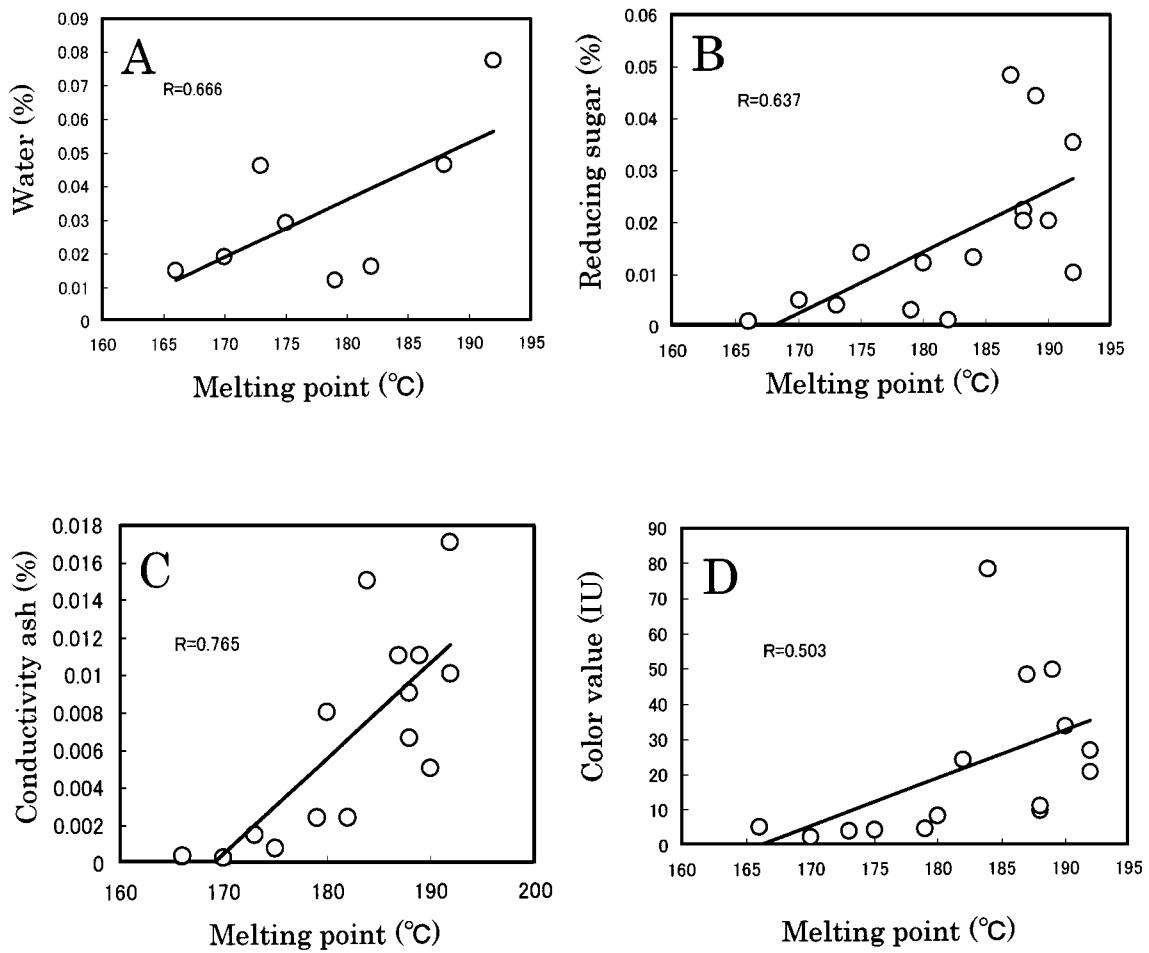 A
R=0.666
Water (%)
0.09
0.08
0.07
0.06
0.05
0.04
0.03
0.02
0.01
0
160 165 170 175 180 185 190 195
Melting point (℃)
B
R=0.637
Reducing sugar (%)
0.06
0.05
0.04
0.03
0.02
0.01
0
160 165 170 175 180 185 190 195
Melting point (℃)
C
R=0.765
Conductivity ash (%)
0.018
0.016
0.014
0.012
0.01
0.008
0.006
0.004
0.002
0
160 170 180 190 200
Melting point (℃)
D
R=0.503
Color value (IU)
90
80
70
60
50
40
30
20
10
0
160 165 170 175 180 185 190 195
Melting point (℃)